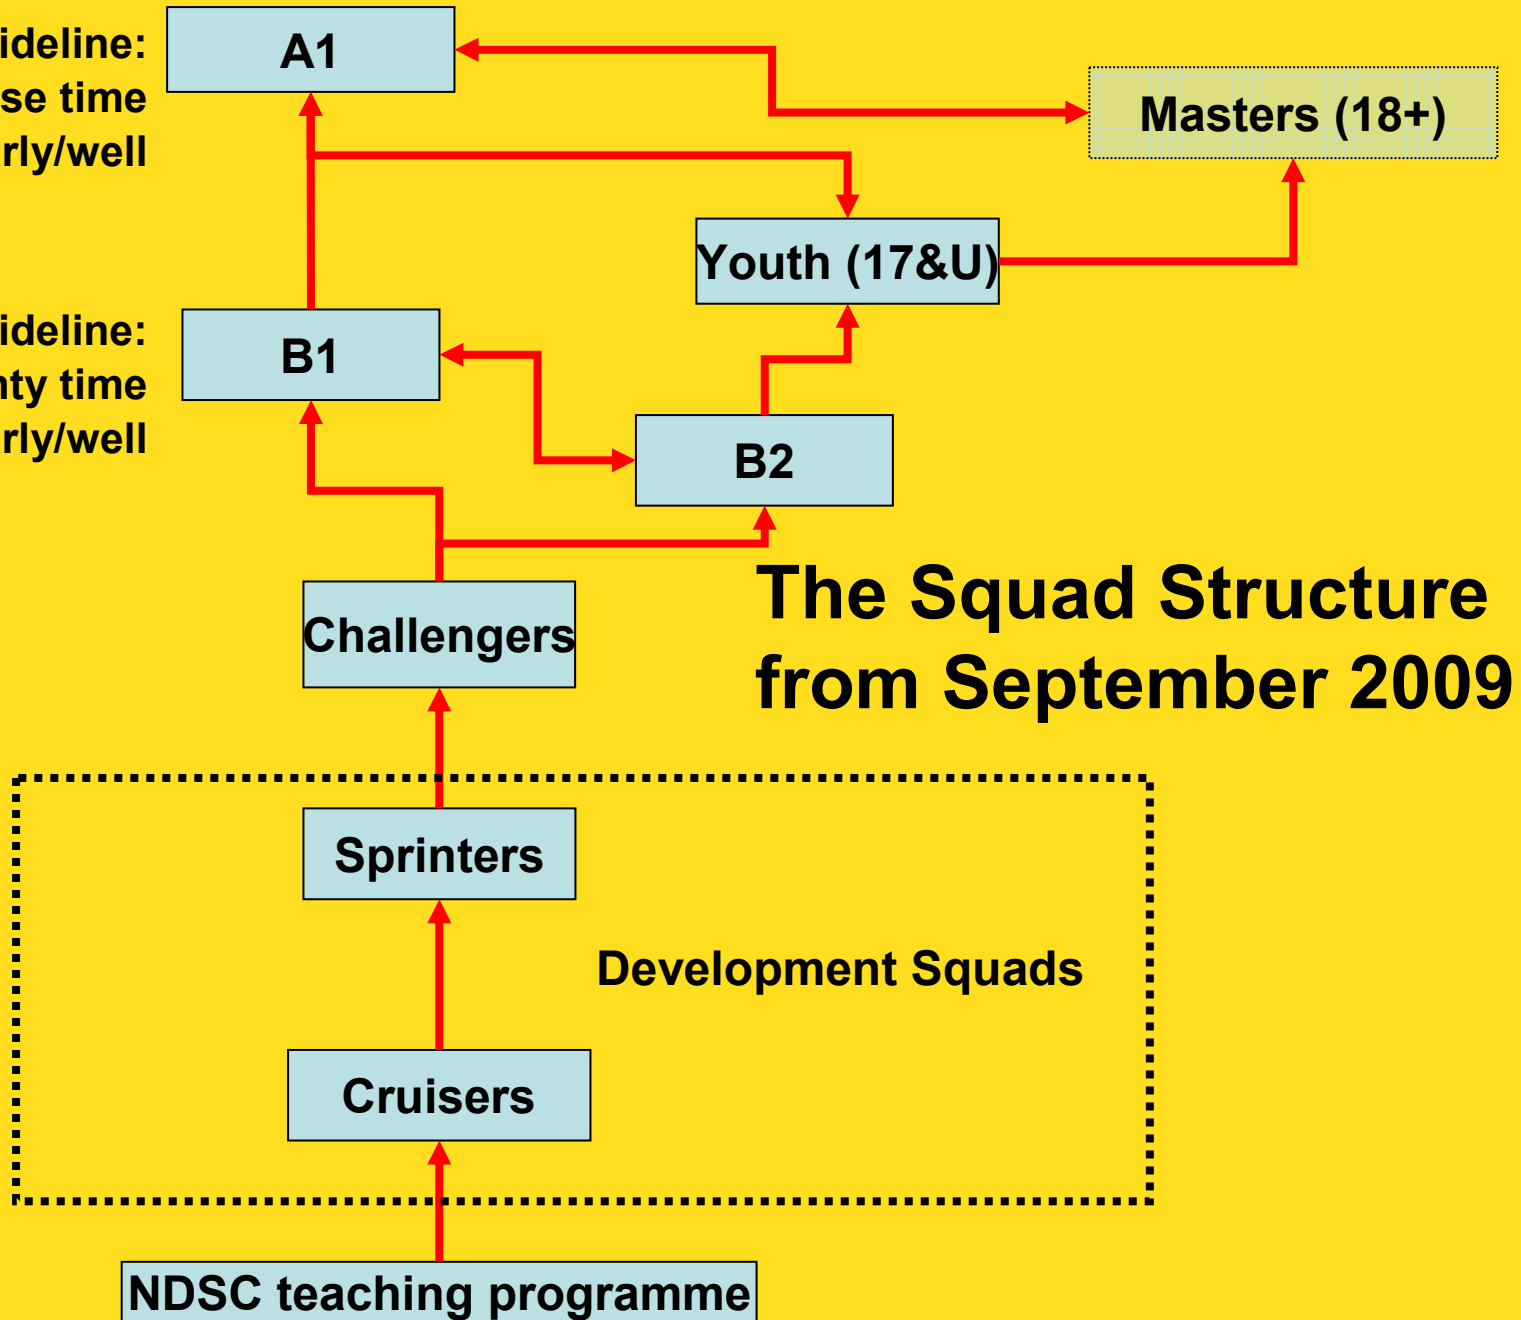 ideline:
se time
rly/well
A1
Masters (18+)
Youth (17&U)
ideline:
nty time
rly/well
B1
B2
Challengers
The Squad Structure
from September 2009
Sprinters
Development Squads
Cruisers
NDSC teaching programme